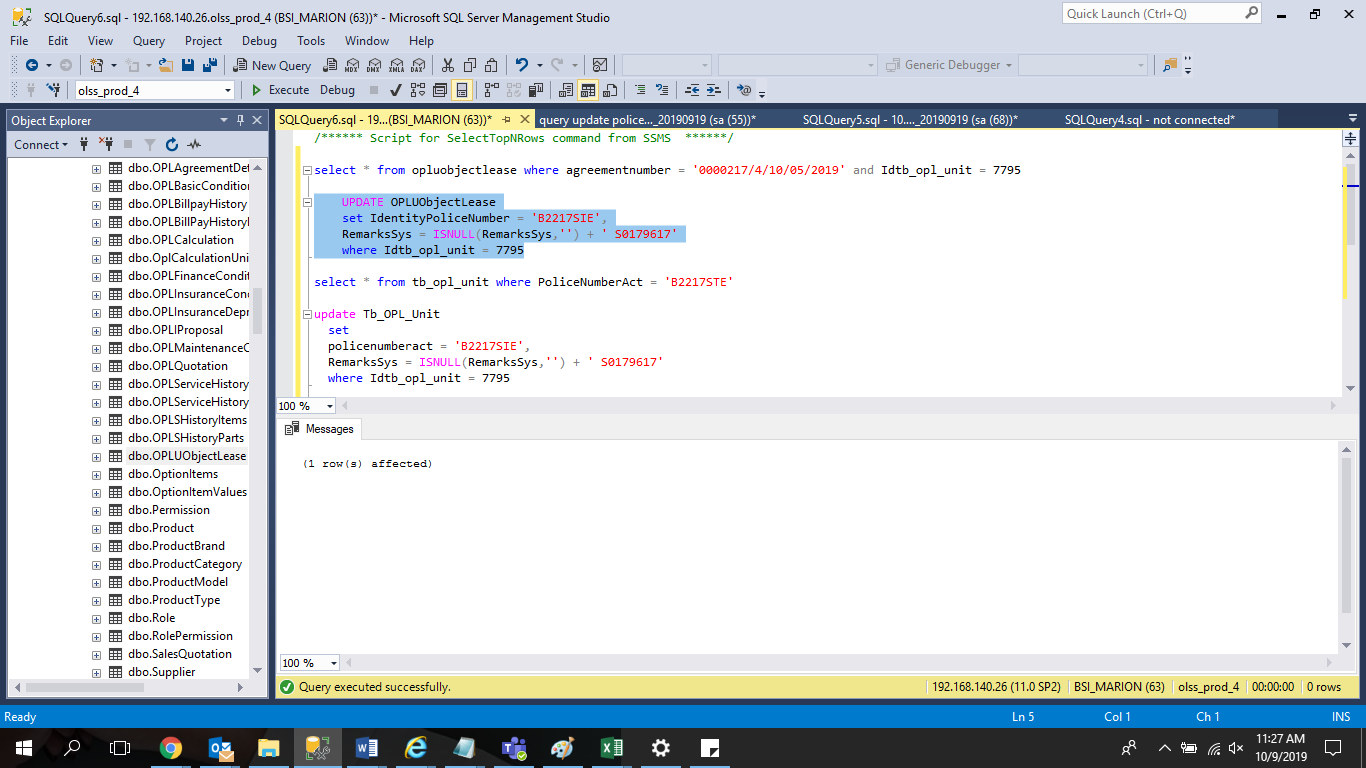 SQLQuery6.sql - 192.168.140.26.olss_prod_4 (BSI_MARION (63))* - Microsoft SQL Server Management Studio
Quick Launch (Ctrl+Q)
File Edit View Query Project Debug Tools Window Help
New Query
MDX DMX XMLA DAX
Generic Debugger
olss_prod_4
Execute Debug
Object Explorer
SQLQuery6.sql - 19...(BSI_MARION (63))*
query update police..._20190919 (sa (55))*
SQLQuery5.sql - 10...._20190919 (sa (68))*
SQLQuery4.sql - not connected*
Connect
dbo.OPLAgreementDet
dbo.OPLBasicCondition
dbo.OPLBillpayHistory
dbo.OPLBillPayHistoryI
dbo.OPLCalculation
dbo.OplCalculationUni
dbo.OPLFinanceCondit
dbo.OPLInsuranceCond
dbo.OPLInsuranceDepr
dbo.OPLIProposal
dbo.OPLMaintenanceC
dbo.OPLQuotation
dbo.OPLServiceHistory
dbo.OPLServiceHistory
dbo.OPLSHistoryItems
dbo.OPLSHistoryParts
dbo.OPLUObjectLease
dbo.OptionItems
dbo.OptionItemValues
dbo.Permission
dbo.Product
dbo.ProductBrand
dbo.ProductCategory
dbo.ProductModel
dbo.ProductType
dbo.Role
dbo.RolePermission
dbo.SalesQuotation
dbo.Supplier
/****** Script for SelectTopNRows command from SSMS ******/
select * from opluobjectlease where agreementnumber = '0000217/4/10/05/2019' and Idtb_opl_unit = 7795
UPDATE OPLUObjectLease
set IdentityPoliceNumber = 'B2217SIE',
RemarksSys = ISNULL(RemarksSys,'') + ' S0179617'
where Idtb_opl_unit = 7795
select * from tb_opl_unit where PoliceNumberAct = 'B2217STE'
update Tb_OPL_Unit
set
policenumberact = 'B2217SIE',
RemarksSys = ISNULL(RemarksSys,'') + ' S0179617'
where Idtb_opl_unit = 7795
100 %
Messages
(1 row(s) affected)
100 %
Query executed successfully.
192.168.140.26 (11.0 SP2) BSI_MARION (63) olss_prod_4 00:00:00 0 rows
Ready
Ln 5 Col 1 Ch 1 INS
11:27 AM
10/9/2019